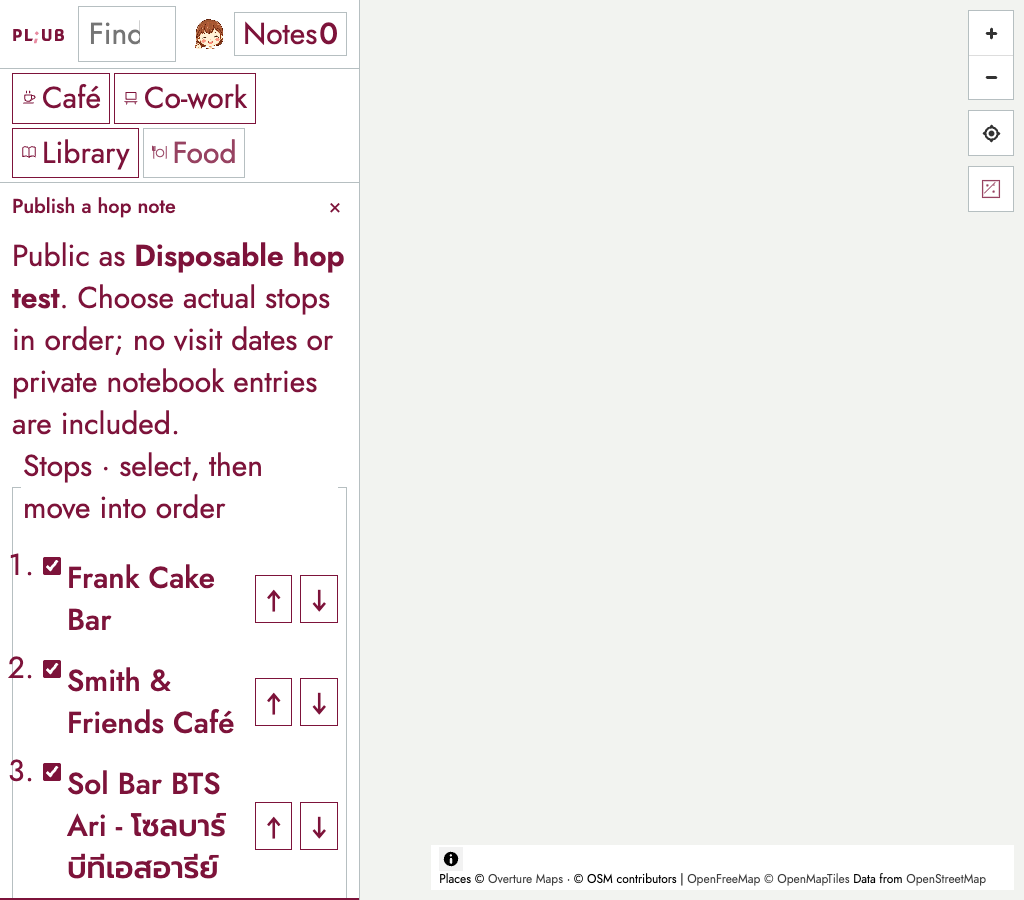 PL;UB
Find
Notes 0
Café
Co-work
Library
Food
Publish a hop note
×
Public as Disposable hop
test. Choose actual stops
in order; no visit dates or
private notebook entries
are included.
Stops · select, then
move into order
1. Frank Cake
Bar
↑ ↓
2. Smith &
Friends Café
↑ ↓
3. Sol Bar BTS
Ari - โซลบาร์
บีทีเอสอารีย์
↑ ↓
+
−
Places © Overture Maps · © OSM contributors | OpenFreeMap © OpenMapTiles Data from OpenStreetMap